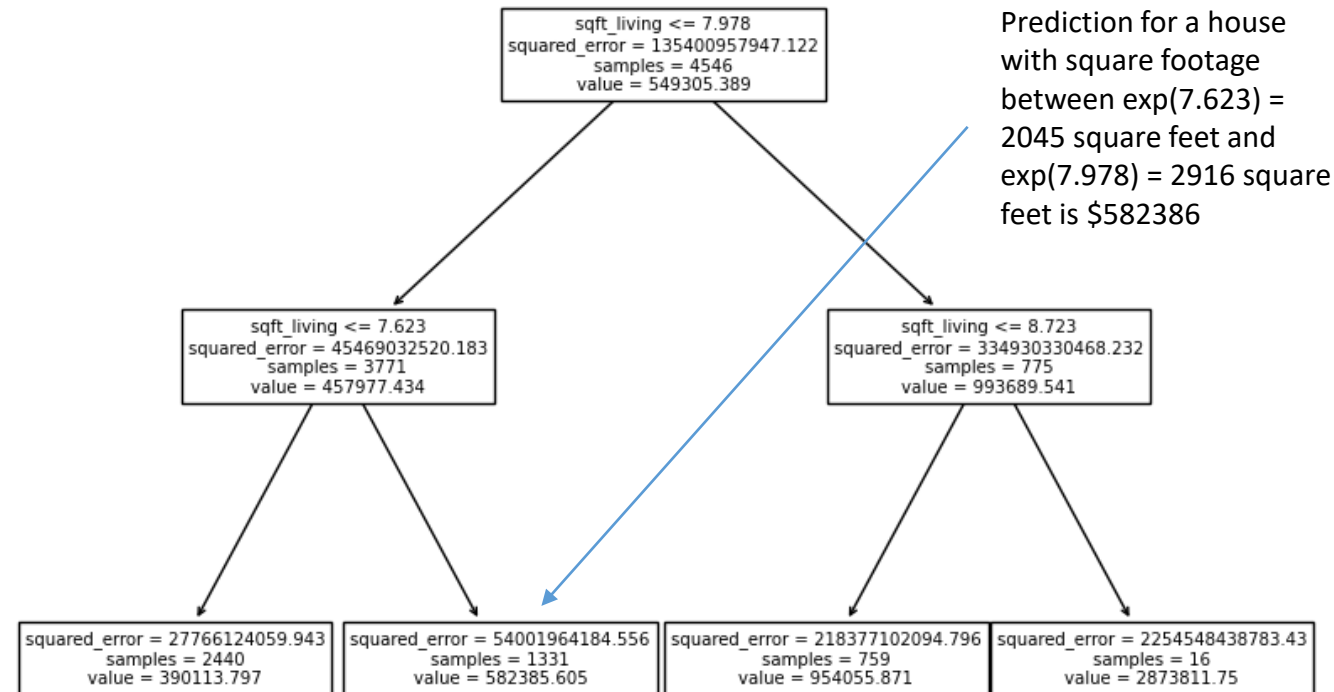 sqft_living <= 7.978
squared_error = 135400957947.122
samples = 4546
value = 549305.389
Prediction for a house
with square footage
between exp(7.623) =
2045 square feet and
exp(7.978) = 2916 square
feet is $582386
sqft_living <= 7.623
squared_error = 45469032520.183
samples = 3771
value = 457977.434
sqft_living <= 8.723
squared_error = 334930330468.232
samples = 775
value = 993689.541
squared_error = 27766124059.943
samples = 2440
value = 390113.797
squared_error = 54001964184.556
samples = 1331
value = 582385.605
squared_error = 218377102094.796
samples = 759
value = 954055.871
squared_error = 2254548438783.43
samples = 16
value = 2873811.75